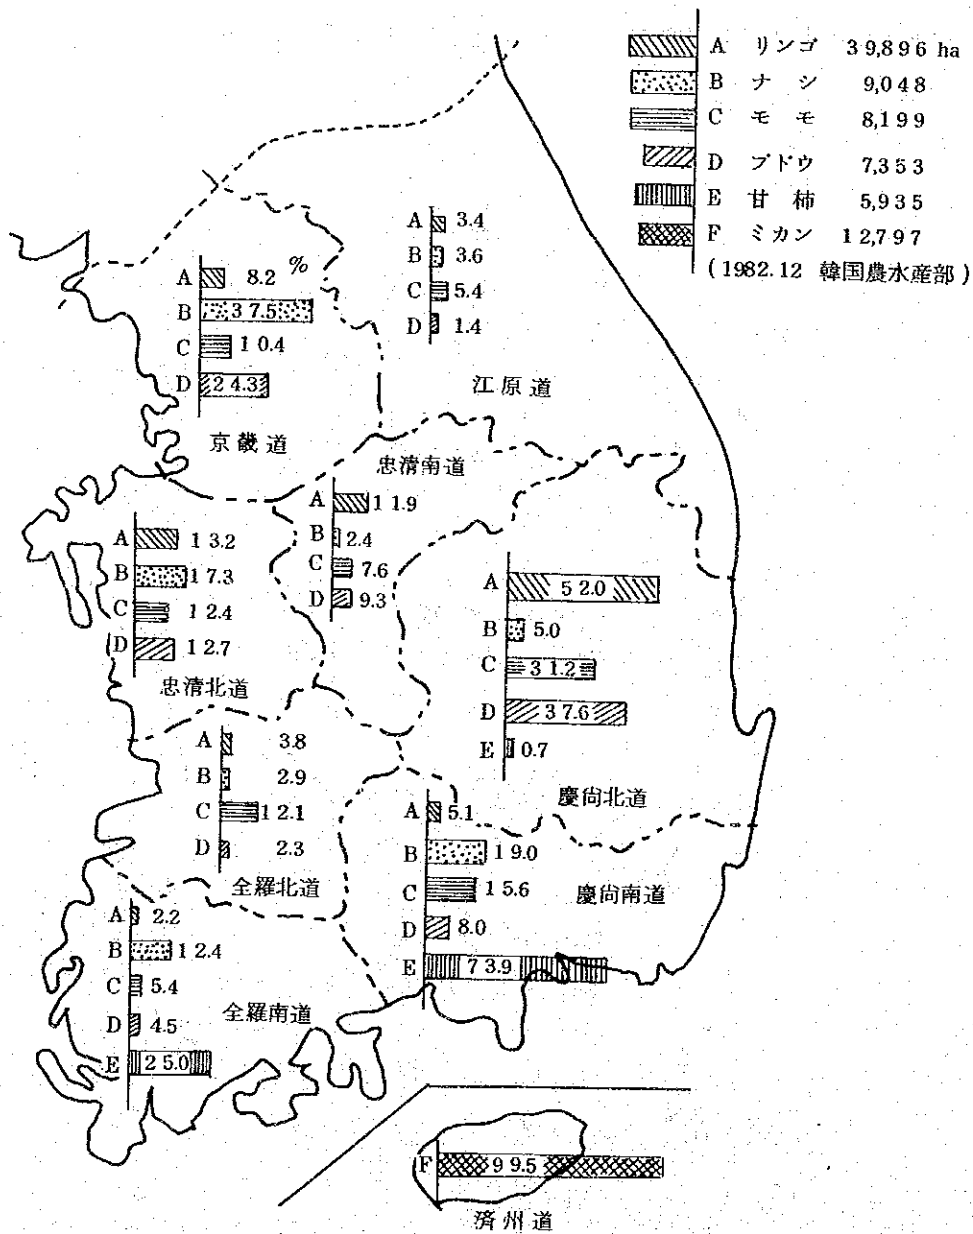 A リンゴ 39,896 ha
B ナシ 9,048
C モモ 8,199
D ブドウ 7,353
E 甘柿 5,935
F ミカン 12,797
(1982.12 韓国農水産部)
A 3.4
B 3.6
C 5.4
D 1.4
江原道
A 8.2 %
B 37.5
C 10.4
D 24.3
京畿道
忠清南道
A 11.9
B 2.4
C 7.6
D 9.3
A 13.2
B 17.3
C 12.4
D 12.7
忠清北道
A 52.0
B 5.0
C 31.2
D 37.6
E 0.7
慶尚北道
A 3.8
B 2.9
C 12.1
D 2.3
全羅北道
A 5.1
B 19.0
C 15.6
D 8.0
E 73.9
慶尚南道
A 2.2
B 12.4
C 5.4
D 4.5
E 25.0
全羅南道
F 99.5
済州道